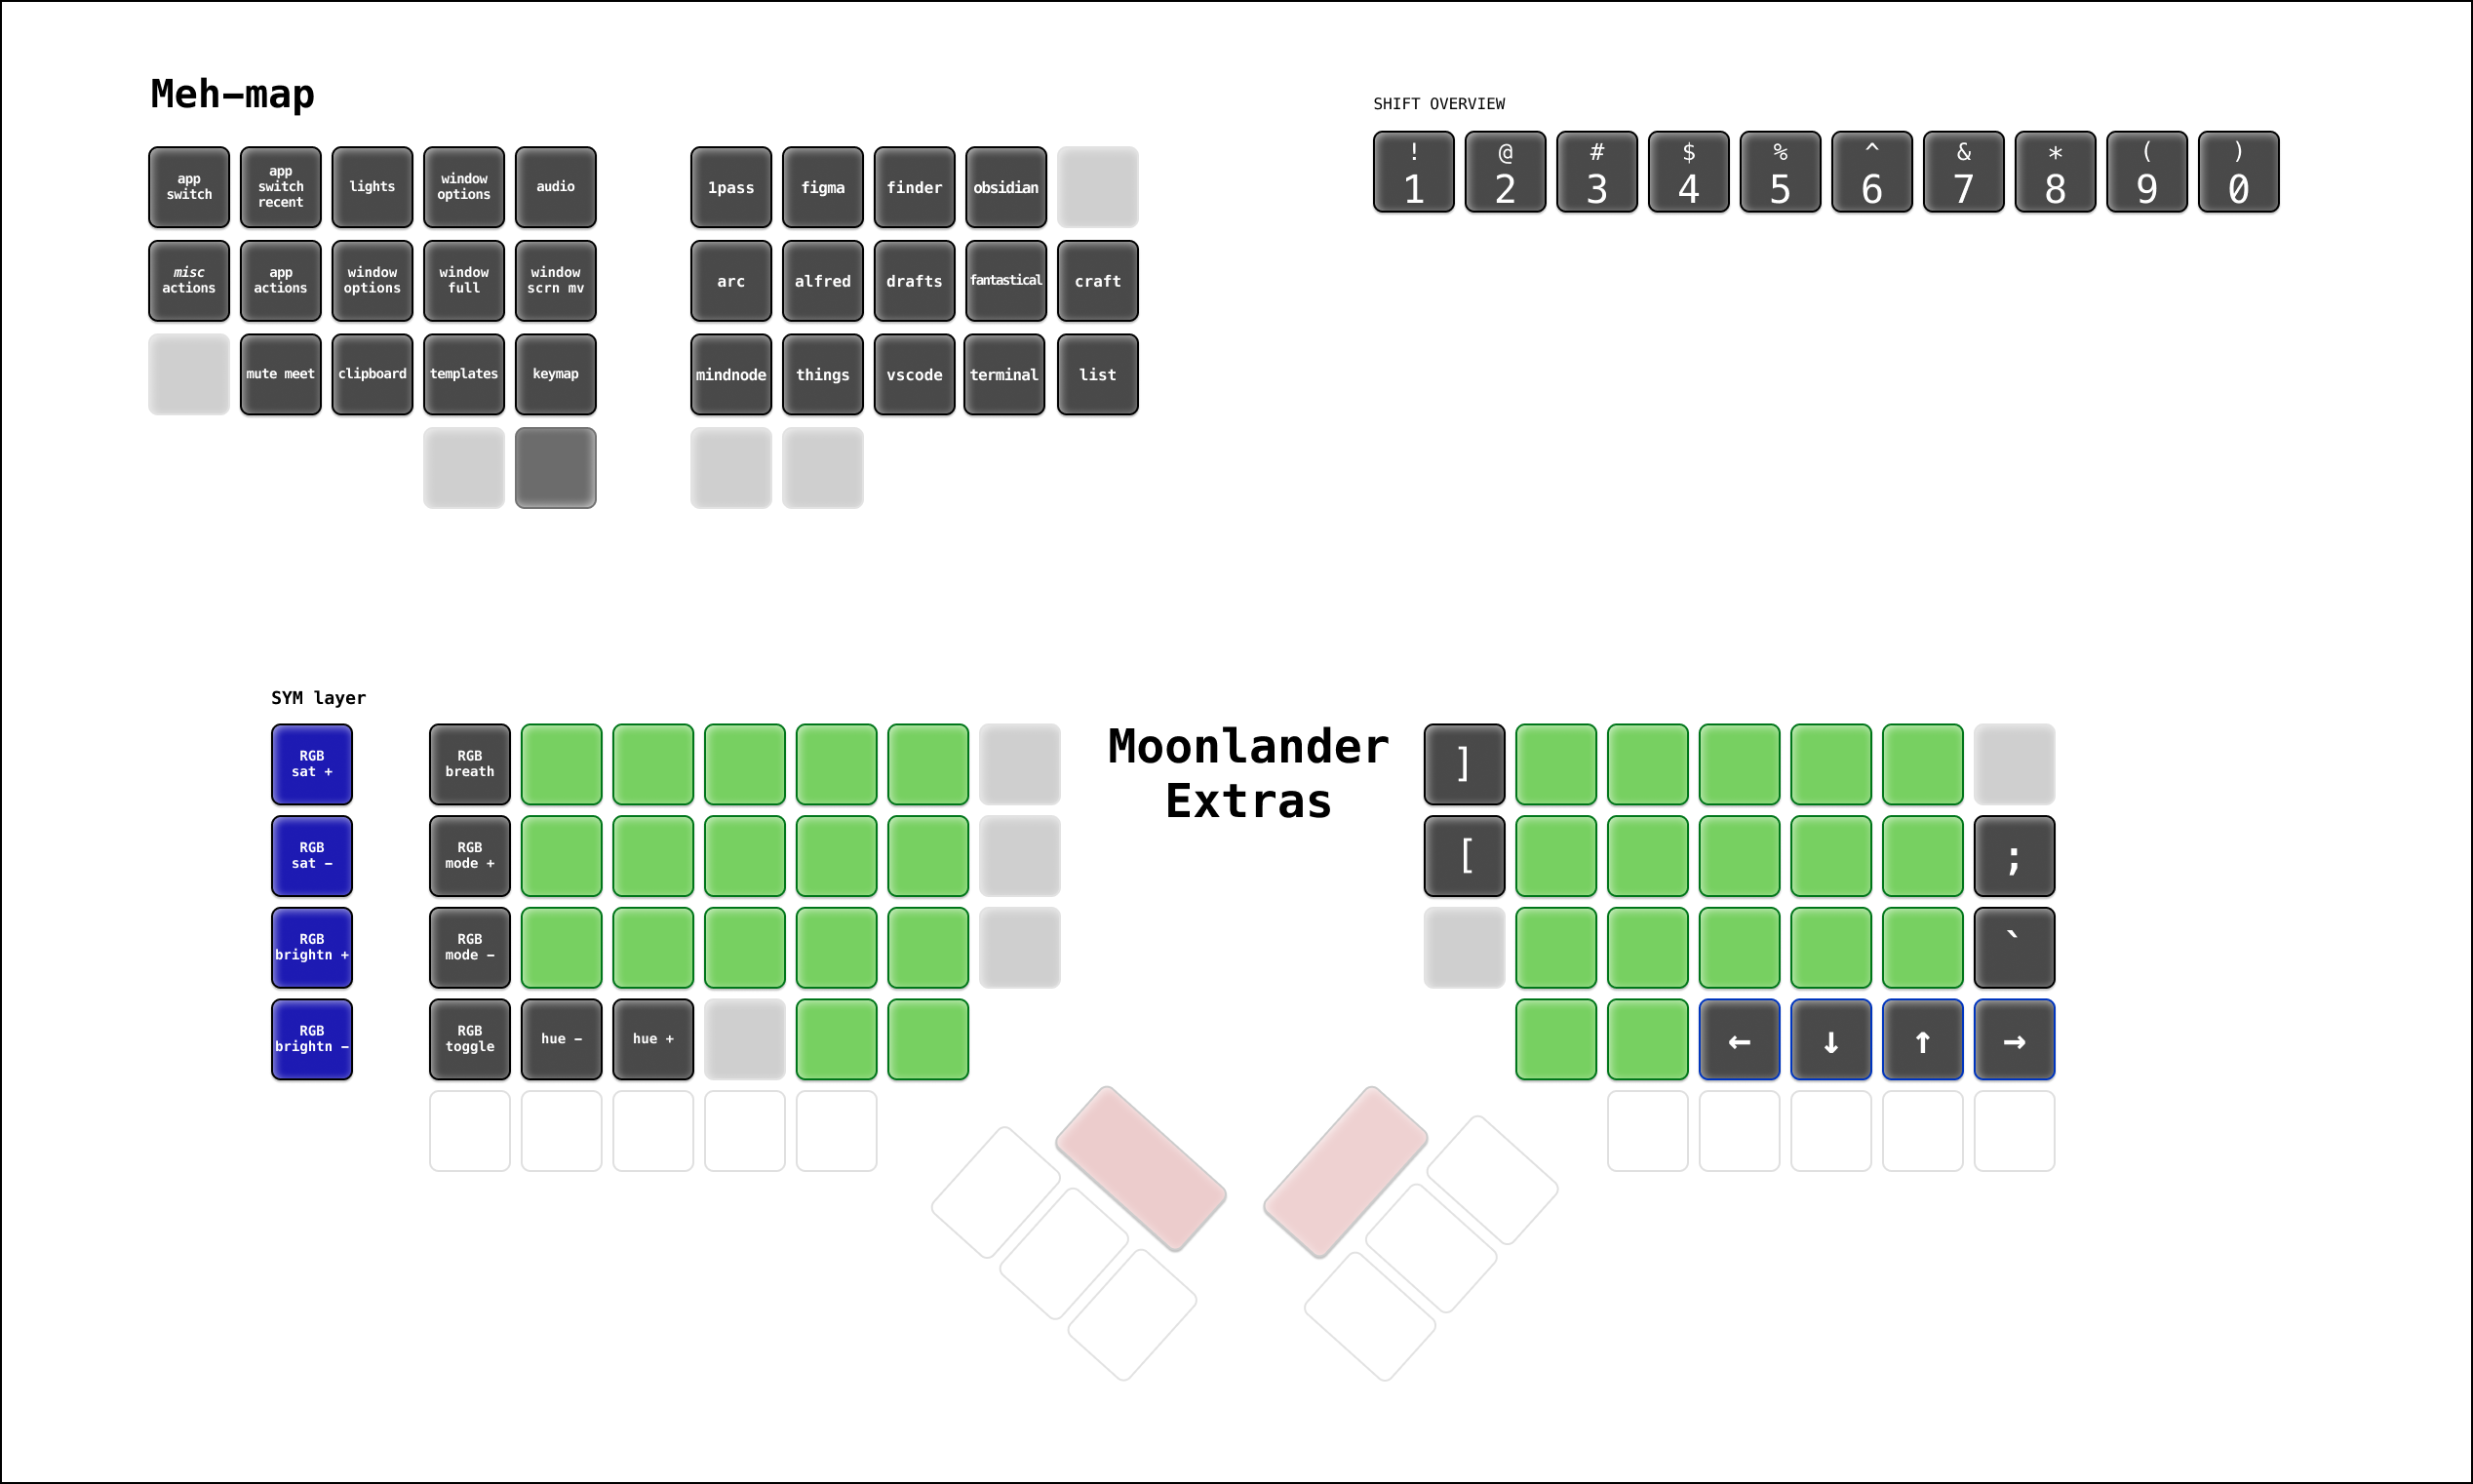 Meh-map
app
switch
app
switch
recent
lights
window
options
audio
1pass
figma
finder
obsidian
misc
actions
app
actions
window
options
window
full
window
scrn mv
arc
alfred
drafts
fantastical
craft
mute meet
clipboard
templates
keymap
mindnode
things
vscode
terminal
list
SHIFT OVERVIEW
! @ # $ % ^ & * ( )
1 2 3 4 5 6 7 8 9 0
SYM layer
RGB
sat +
RGB
sat -
RGB
brightn +
RGB
brightn -
RGB
breath
RGB
mode +
RGB
mode -
RGB
toggle
hue -
hue +
Moonlander
Extras
]
[
;
`
← ↓ ↑ →